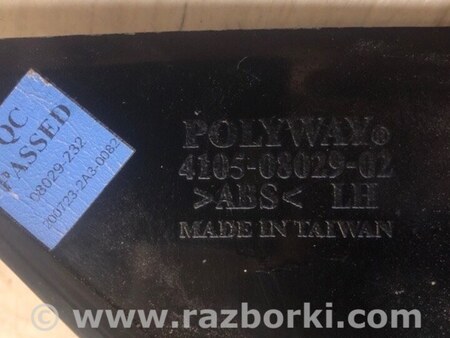 QC
PASSED
08029-232
700723-2A3-0082
POLYWAY®
4105-08029-02
>ABS< LH
MADE IN TAIWAN
© www.razborki.com